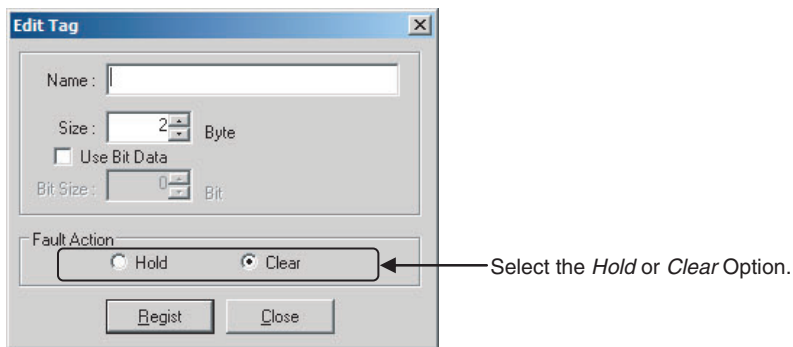 Edit Tag
Name :
Size : 2 Byte
Use Bit Data
Bit Size : 0 Bit
Fault Action
Hold Clear
Select the Hold or Clear Option.
Regist Close